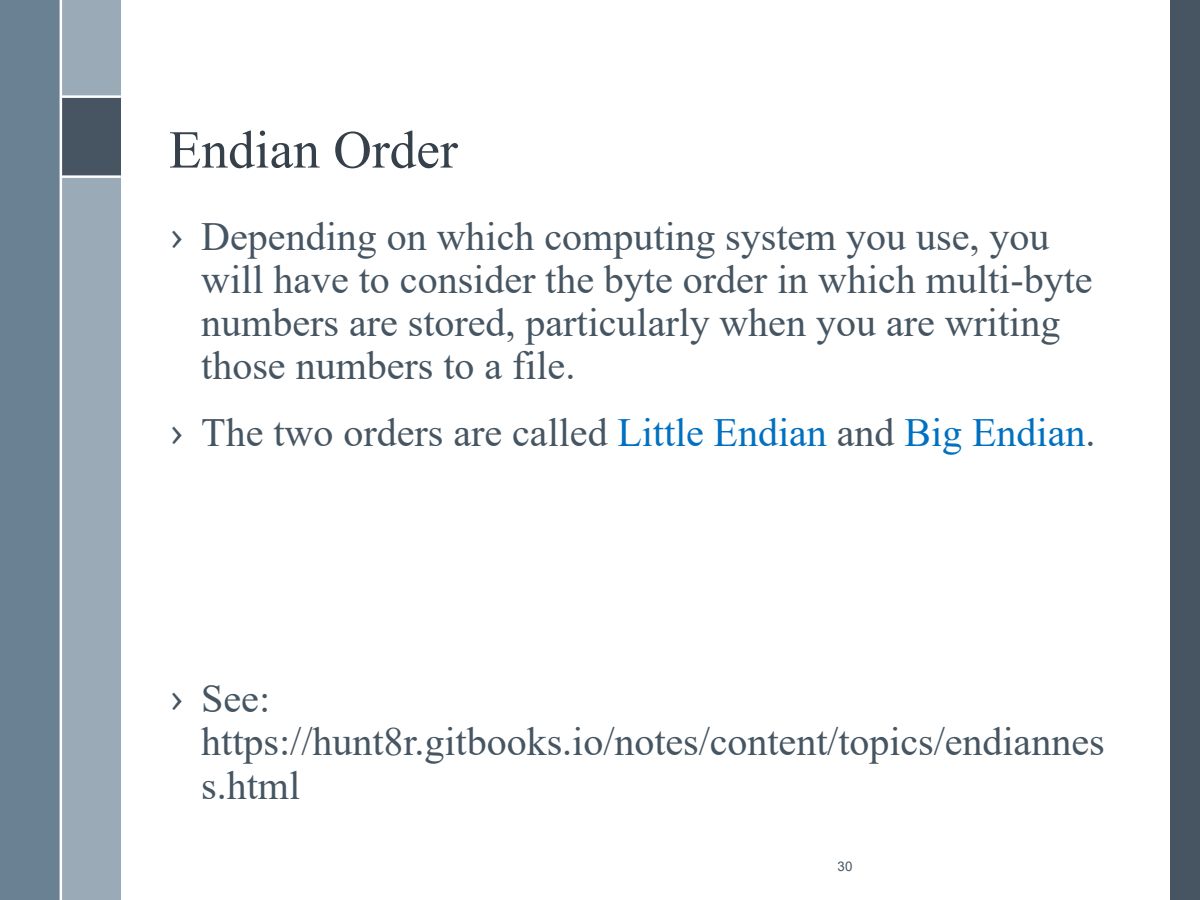 Endian Order
› Depending on which computing system you use, you
will have to consider the byte order in which multi-byte
numbers are stored, particularly when you are writing
those numbers to a file.
› The two orders are called Little Endian and Big Endian.
› See:
https://hunt8r.gitbooks.io/notes/content/topics/endiannes
s.html
30